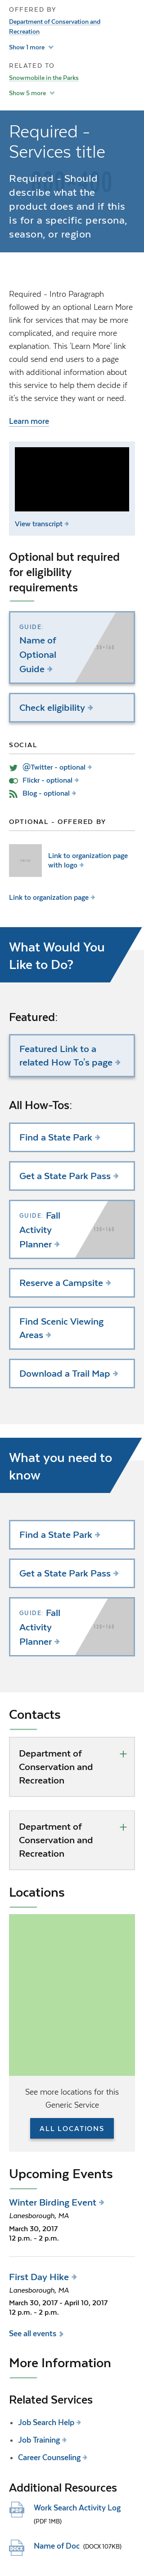 OFFERED BY
Department of Conservation and
Recreation
Show 1 more
RELATED TO
Snowmobile in the Parks
Show 5 more
Required -
Services title
Required - Should
describe what the
product does and if this
is for a specific persona,
season, or region
Required - Intro Paragraph
followed by an optional Learn More
link for services that may be more
complicated, and require more
explanation. This 'Learn More' link
could send end users to a page
with additional information about
this service to help them decide if
it's the service they want or need.
Learn more
View transcript
Optional but required
for eligibility
requirements
GUIDE:
Name of
Optional
Guide
Check eligibility
SOCIAL
@Twitter - optional
Flickr - optional
Blog - optional
OPTIONAL - OFFERED BY
Link to organization page
with logo
Link to organization page
What Would You
Like to Do?
Featured:
Featured Link to a
related How To's page
All How-Tos:
Find a State Park
Get a State Park Pass
GUIDE: Fall
Activity
Planner
Reserve a Campsite
Find Scenic Viewing
Areas
Download a Trail Map
What you need to
know
Find a State Park
Get a State Park Pass
GUIDE: Fall
Activity
Planner
Contacts
Department of
Conservation and
Recreation
Department of
Conservation and
Recreation
Locations
See more locations for this
Generic Service
ALL LOCATIONS
Upcoming Events
Winter Birding Event
Lanesborough, MA
March 30, 2017
12 p.m. - 2 p.m.
First Day Hike
Lanesborough, MA
March 30, 2017 - April 10, 2017
12 p.m. - 2 p.m.
See all events
More Information
Related Services
Job Search Help
Job Training
Career Counseling
Additional Resources
PDF
Work Search Activity Log
(PDF 1MB)
DOCX
Name of Doc (DOCX 107KB)